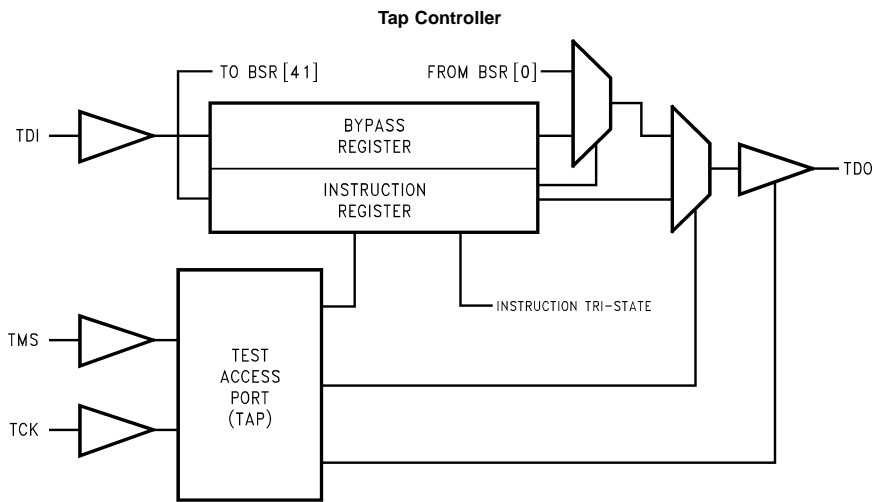 Tap Controller
TO BSR [41]
FROM BSR [0]
TDI
BYPASS
REGISTER
INSTRUCTION
REGISTER
TDO
INSTRUCTION TRI-STATE
TMS
TEST
ACCESS
PORT
(TAP)
TCK